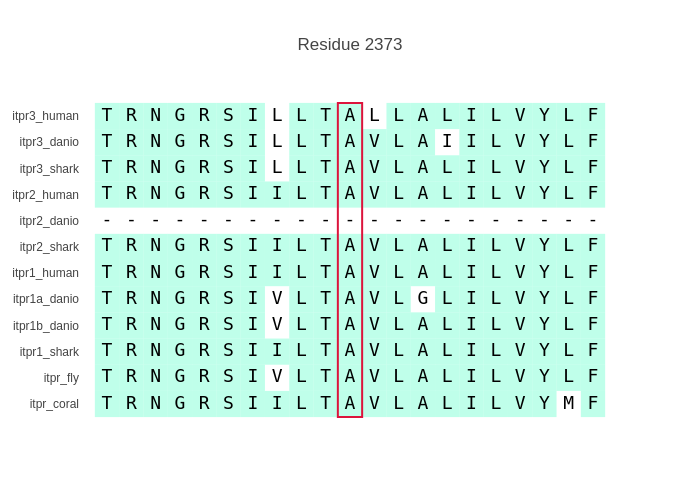 Residue 2373
itpr3_human T R N G R S I L L T A L L A L I L V Y L F
itpr3_danio T R N G R S I L L T A V L A I I L V Y L F
itpr3_shark T R N G R S I L L T A V L A L I L V Y L F
itpr2_human T R N G R S I I L T A V L A L I L V Y L F
itpr2_danio - - - - - - - - - - - - - - - - - - - - -
itpr2_shark T R N G R S I I L T A V L A L I L V Y L F
itpr1_human T R N G R S I I L T A V L A L I L V Y L F
itpr1a_danio T R N G R S I V L T A V L G L I L V Y L F
itpr1b_danio T R N G R S I V L T A V L A L I L V Y L F
itpr1_shark T R N G R S I I L T A V L A L I L V Y L F
itpr_fly T R N G R S I V L T A V L A L I L V Y L F
itpr_coral T R N G R S I I L T A V L A L I L V Y M F